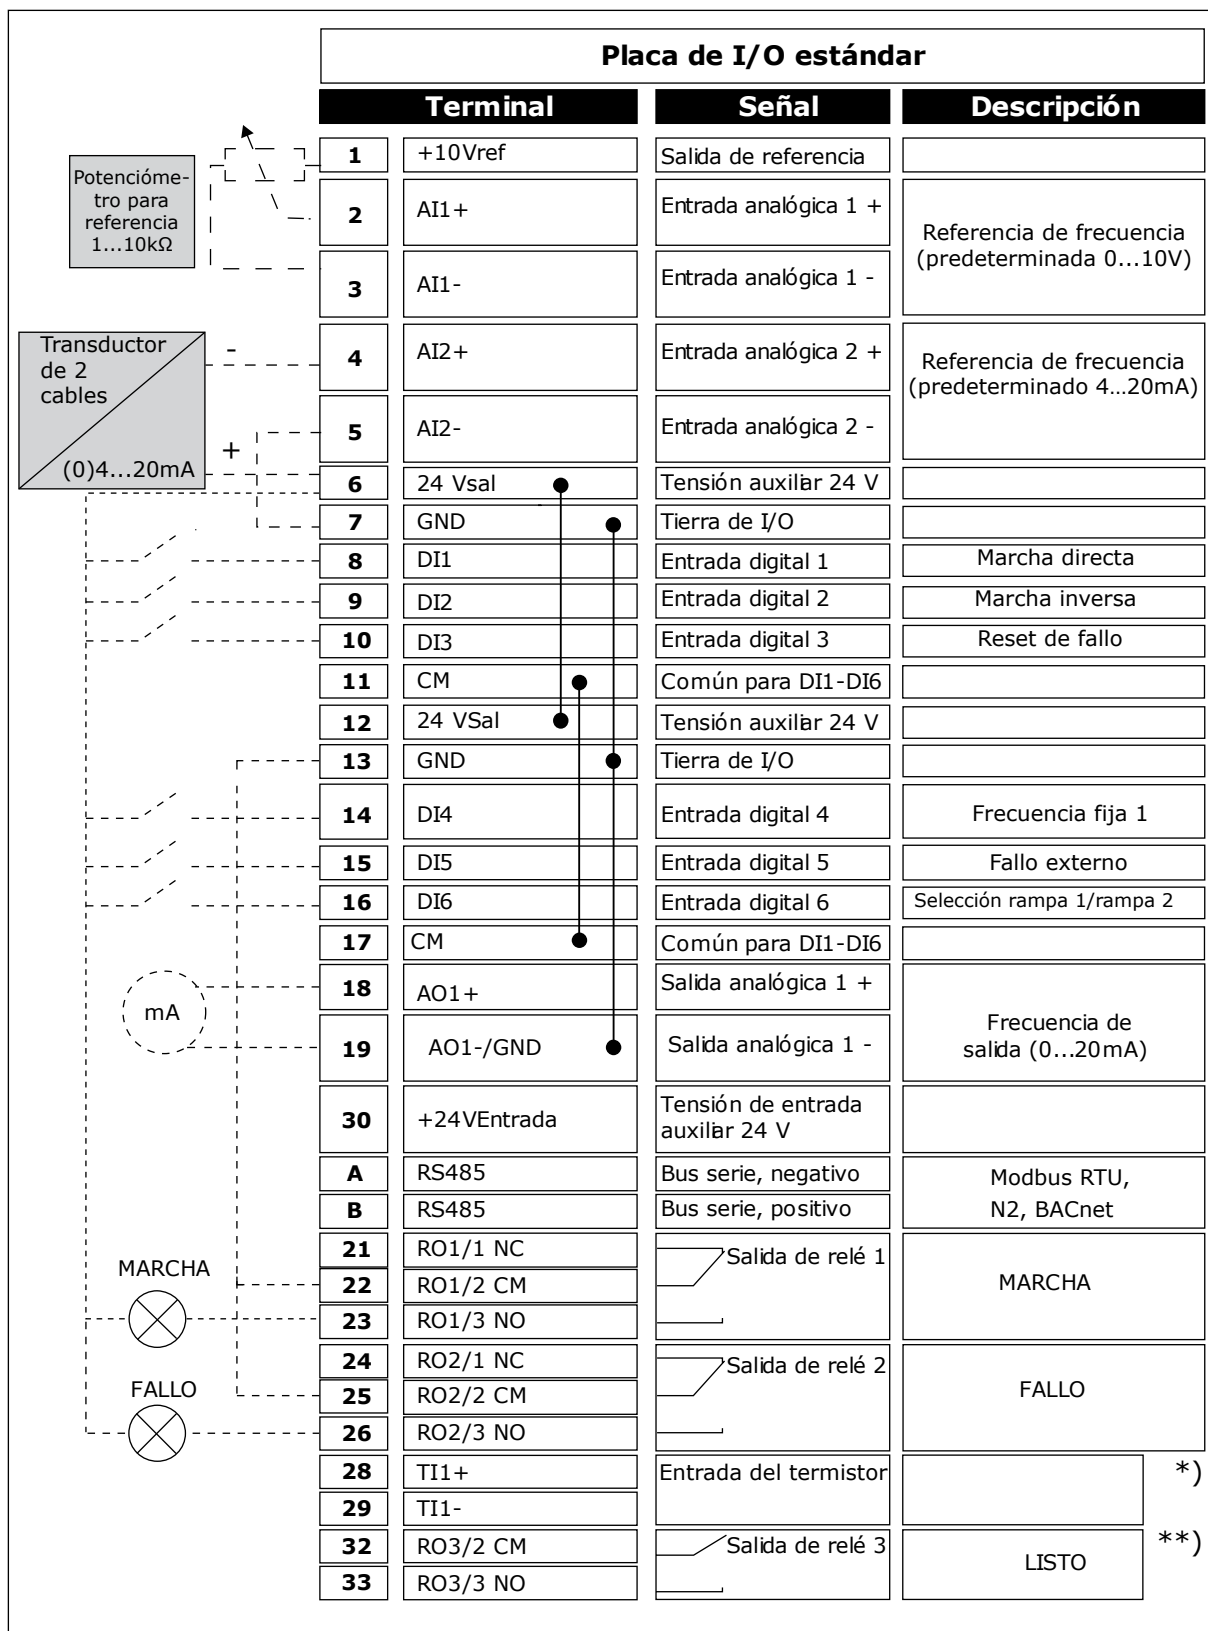 Placa de I/O estándar
Terminal Señal Descripción
1 +10Vref Salida de referencia
Potencióme-
tro para
referencia
1...10kΩ
2 AI1+ Entrada analógica 1 +
Referencia de frecuencia
(predeterminada 0...10V)
3 AI1- Entrada analógica 1 -
Transductor
de 2
cables
(0)4...20mA
-
+
4 AI2+ Entrada analógica 2 +
Referencia de frecuencia
(predeterminado 4...20mA)
5 AI2- Entrada analógica 2 -
6 24 Vsal Tensión auxiliar 24 V
7 GND Tierra de I/O
8 DI1 Entrada digital 1 Marcha directa
9 DI2 Entrada digital 2 Marcha inversa
10 DI3 Entrada digital 3 Reset de fallo
11 CM Común para DI1-DI6
12 24 VSal Tensión auxiliar 24 V
13 GND Tierra de I/O
14 DI4 Entrada digital 4 Frecuencia fija 1
15 DI5 Entrada digital 5 Fallo externo
16 DI6 Entrada digital 6 Selección rampa 1/rampa 2
17 CM Común para DI1-DI6
mA
18 AO1+ Salida analógica 1 +
Frecuencia de
salida (0...20mA)
19 AO1-/GND Salida analógica 1 -
30 +24VEntrada Tensión de entrada
auxiliar 24 V
A RS485 Bus serie, negativo Modbus RTU,
B RS485 Bus serie, positivo N2, BACnet
21 RO1/1 NC Salida de relé 1
MARCHA
22 RO1/2 CM MARCHA
23 RO1/3 NO
24 RO2/1 NC Salida de relé 2
FALLO
25 RO2/2 CM FALLO
26 RO2/3 NO
28 TI1+ Entrada del termistor *)
29 TI1-
32 RO3/2 CM Salida de relé 3 LISTO **)
33 RO3/3 NO